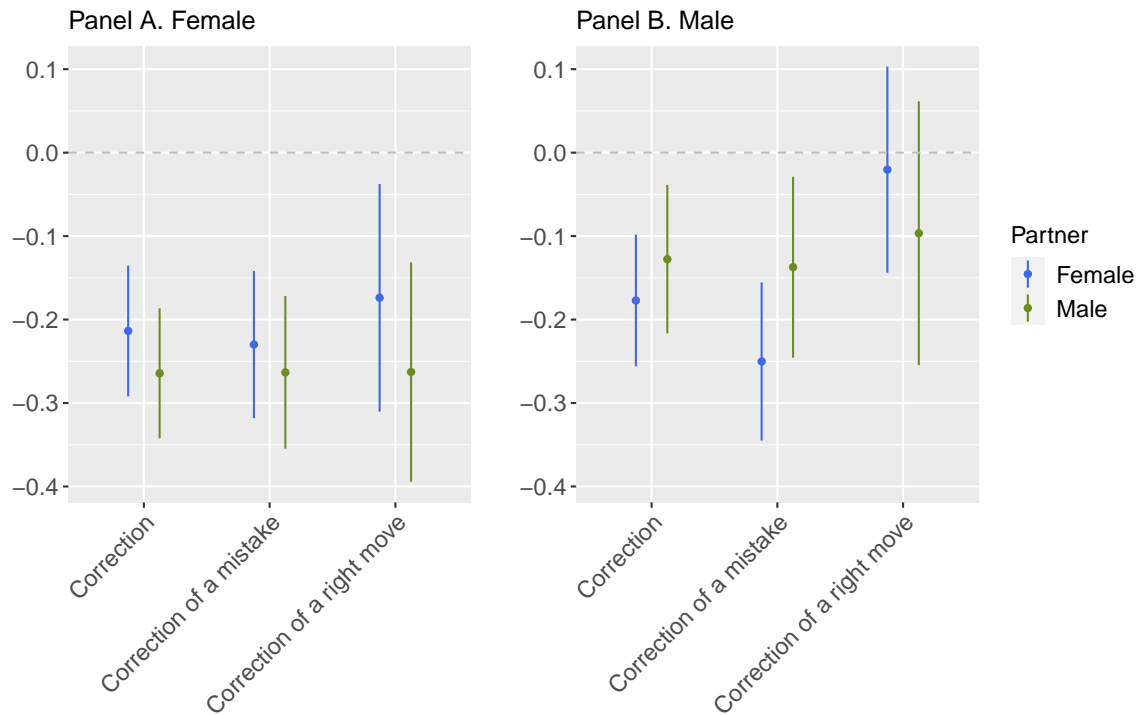 Panel A. Female
0.1
0.0
−0.1
−0.2
−0.3
−0.4
Correction
Correction of a mistake
Correction of a right move
Panel B. Male
0.1
0.0
−0.1
−0.2
−0.3
−0.4
Correction
Correction of a mistake
Correction of a right move
Partner
Female
Male